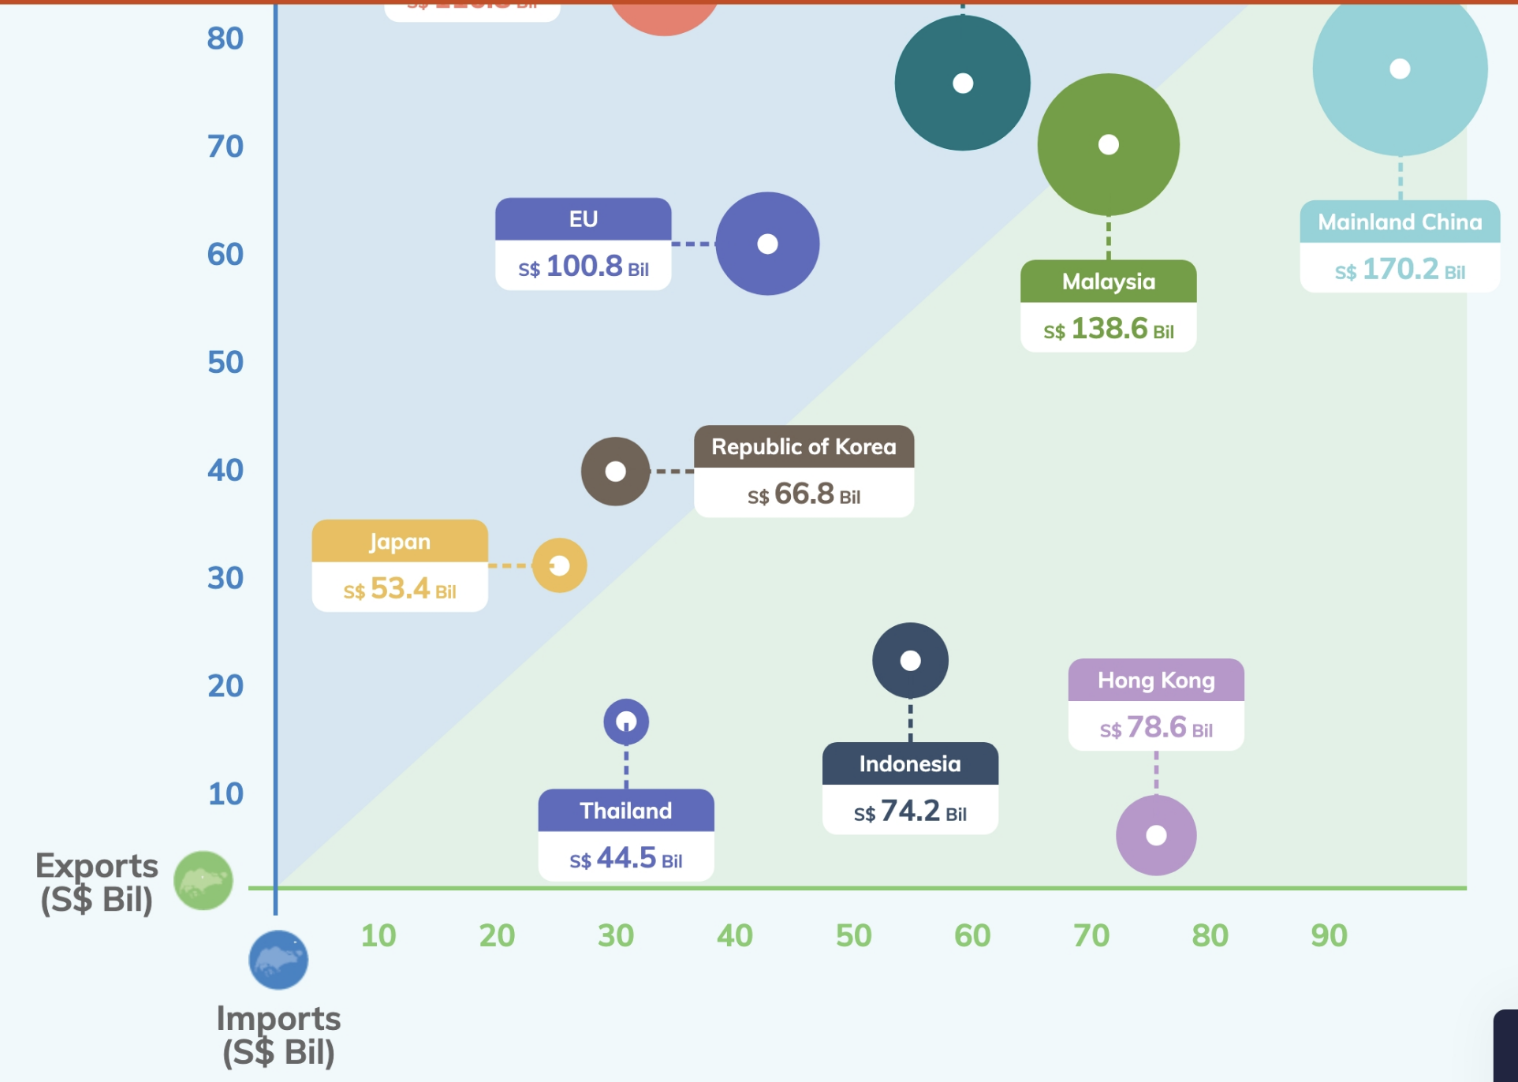 80
70
60
50
40
30
20
10
EU
S$ 100.8 Bil
Malaysia
S$ 138.6 Bil
Mainland China
S$ 170.2 Bil
Republic of Korea
S$ 66.8 Bil
Japan
S$ 53.4 Bil
Thailand
S$ 44.5 Bil
Indonesia
S$ 74.2 Bil
Hong Kong
S$ 78.6 Bil
Exports
(S$ Bil)
10 20 30 40 50 60 70 80 90
Imports
(S$ Bil)